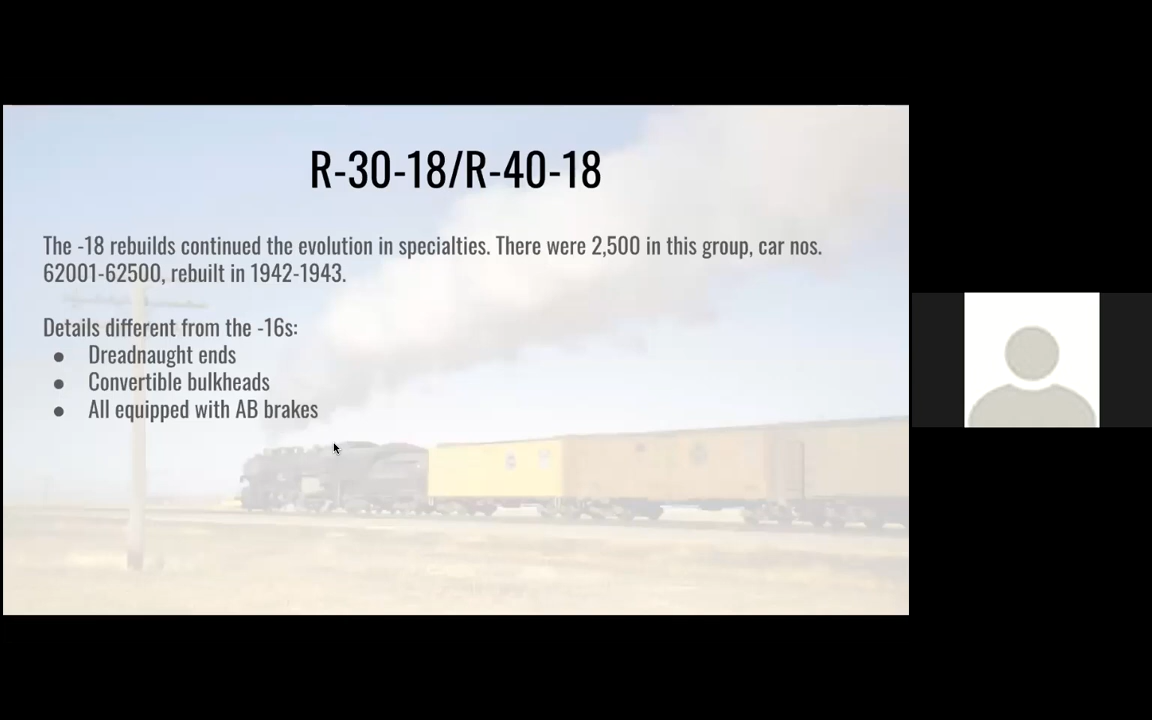 R-30-18/R-40-18
The -18 rebuilds continued the evolution in specialties. There were 2,500 in this group, car nos.
62001-62500, rebuilt in 1942-1943.
Details different from the -16s:
● Dreadnaught ends
● Convertible bulkheads
● All equipped with AB brakes